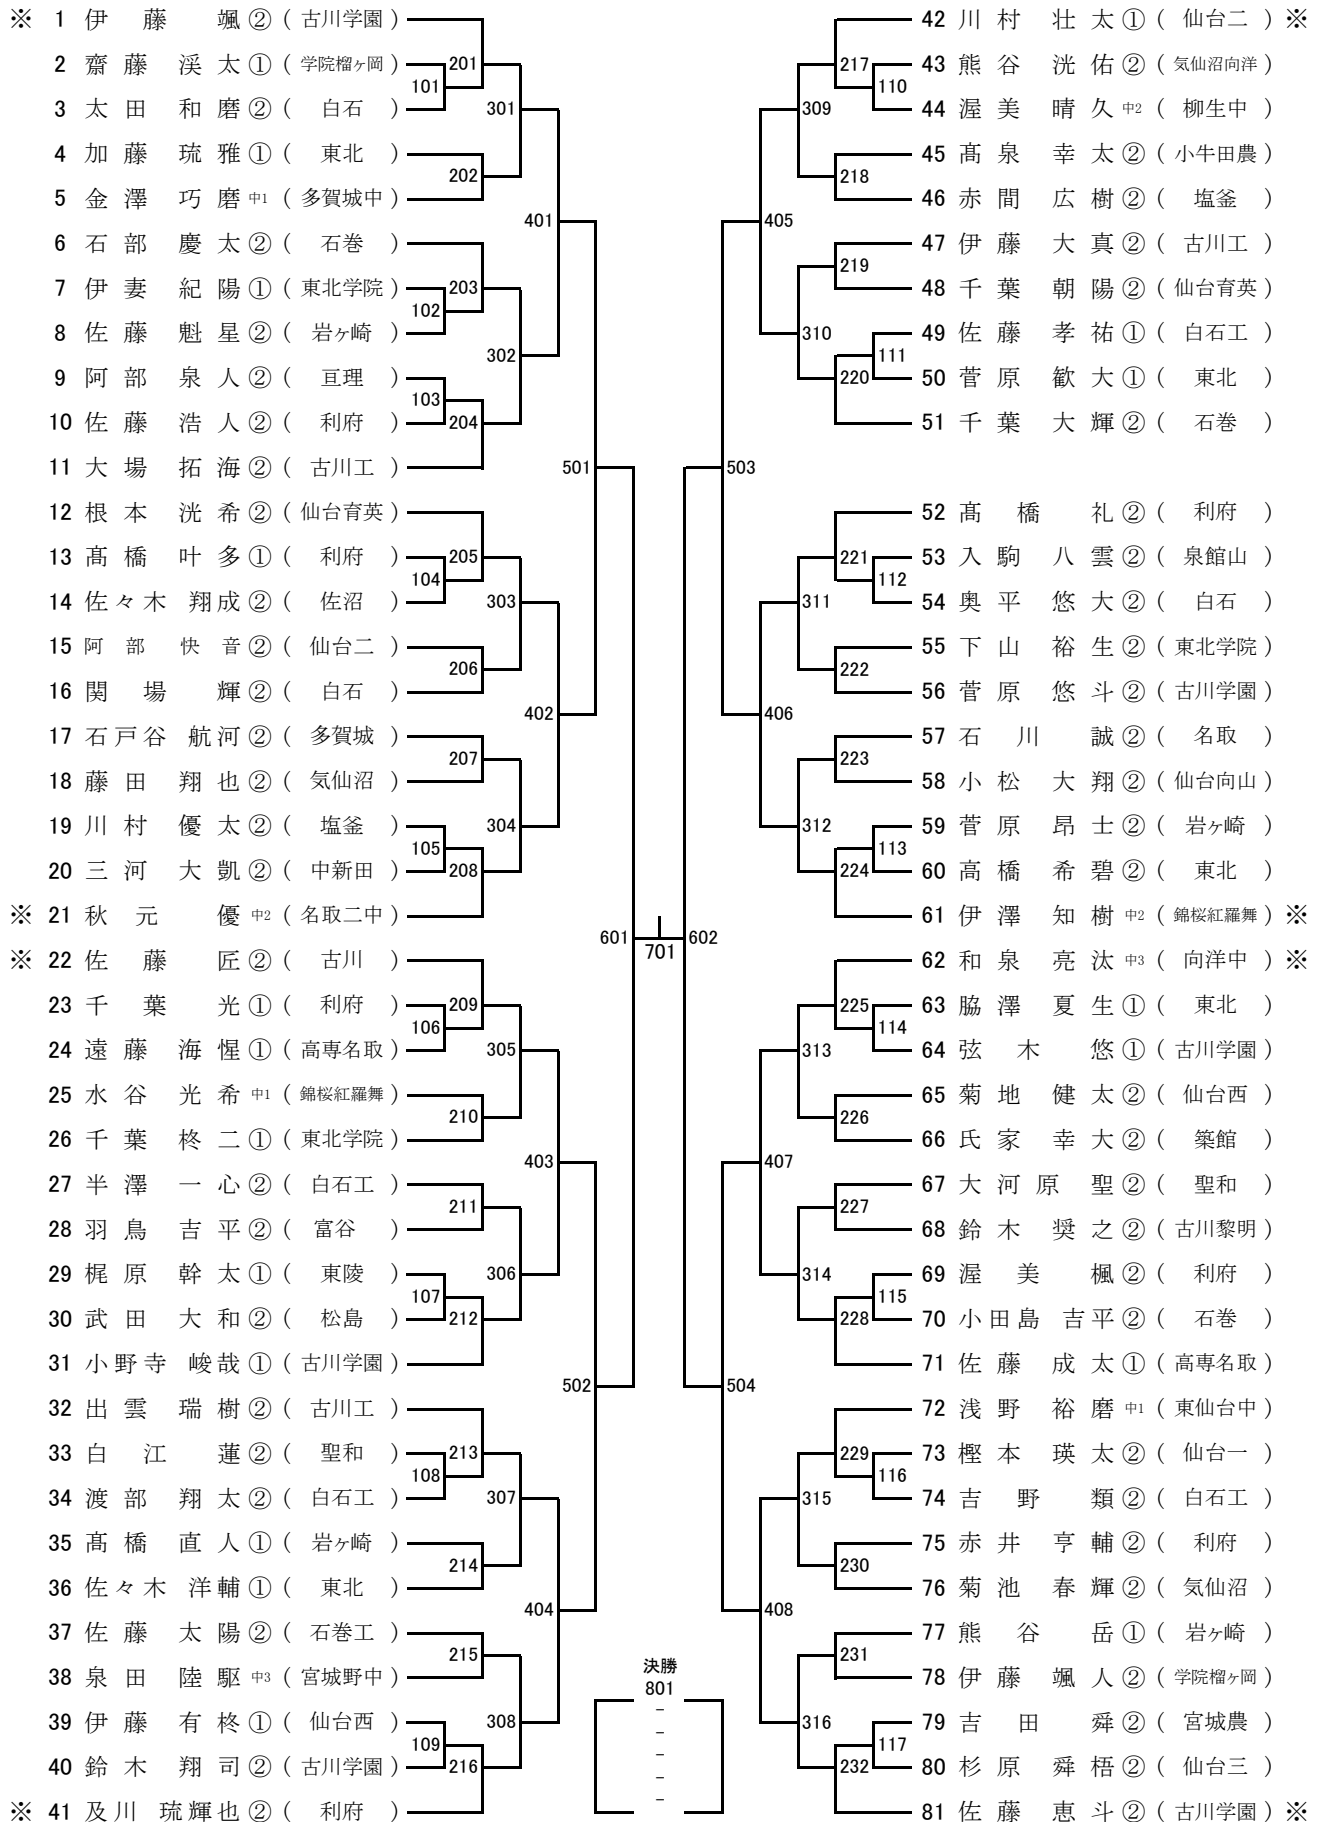 ※ 1 伊藤 颯② ( 古川学園 )
2 齋藤 渓太① ( 学院榴ヶ岡 )
3 太田 和磨② ( 白石 )
4 加藤 琉雅① ( 東北 )
5 金澤 巧磨 中1 ( 多賀城中 )
6 石部 慶太② ( 石巻 )
7 伊妻 紀陽① ( 東北学院 )
8 佐藤 魁星② ( 岩ヶ崎 )
9 阿部 泉人② ( 亘理 )
10 佐藤 浩人② ( 利府 )
11 大場 拓海② ( 古川工 )
12 根本 洸希② ( 仙台育英 )
13 髙橋 叶多① ( 利府 )
14 佐々木 翔成② ( 佐沼 )
15 阿部 快音② ( 仙台二 )
16 関場 輝② ( 白石 )
17 石戸谷 航河② ( 多賀城 )
18 藤田 翔也② ( 気仙沼 )
19 川村 優太② ( 塩釜 )
20 三河 大凱② ( 中新田 )
※ 21 秋元 優 中2 ( 名取二中 )
※ 22 佐藤 匠② ( 古川 )
23 千葉 光① ( 利府 )
24 遠藤 海惺① ( 高専名取 )
25 水谷 光希 中1 ( 錦桜紅羅舞 )
26 千葉 柊二① ( 東北学院 )
27 半澤 一心② ( 白石工 )
28 羽鳥 吉平② ( 富谷 )
29 梶原 幹太① ( 東陵 )
30 武田 大和② ( 松島 )
31 小野寺 峻哉① ( 古川学園 )
32 出雲 瑞樹② ( 古川工 )
33 白江 蓮② ( 聖和 )
34 渡部 翔太② ( 白石工 )
35 髙橋 直人① ( 岩ヶ崎 )
36 佐々木 洋輔① ( 東北 )
37 佐藤 太陽② ( 石巻工 )
38 泉田 陸駆 中3 ( 宮城野中 )
39 伊藤 有柊① ( 仙台西 )
40 鈴木 翔司② ( 古川学園 )
※ 41 及川 琉輝也② ( 利府 )
101
102
103
104
105
106
107
108
109
201
202
203
204
205
206
207
208
209
210
211
212
213
214
215
216
301
302
303
304
305
306
307
308
401
402
403
404
501
502
601
701
602
決勝
801
-
-
-
-
-
503
504
405
406
407
408
309
310
311
312
313
314
315
316
217
218
219
220
221
222
223
224
225
226
227
228
229
230
231
232
110
111
112
113
114
115
116
117
42 川村 壮太① ( 仙台二 ) ※
43 熊谷 洸佑② ( 気仙沼向洋 )
44 渥美 晴久 中2 ( 柳生中 )
45 髙泉 幸太② ( 小牛田農 )
46 赤間 広樹② ( 塩釜 )
47 伊藤 大真② ( 古川工 )
48 千葉 朝陽② ( 仙台育英 )
49 佐藤 孝祐① ( 白石工 )
50 菅原 歓大① ( 東北 )
51 千葉 大輝② ( 石巻 )
52 髙橋 礼② ( 利府 )
53 入駒 八雲② ( 泉館山 )
54 奥平 悠大② ( 白石 )
55 下山 裕生② ( 東北学院 )
56 菅原 悠斗② ( 古川学園 )
57 石川 誠② ( 名取 )
58 小松 大翔② ( 仙台向山 )
59 菅原 昂士② ( 岩ヶ崎 )
60 高橋 希碧② ( 東北 )
61 伊澤 知樹 中2 ( 錦桜紅羅舞 ) ※
62 和泉 亮汰 中3 ( 向洋中 ) ※
63 脇澤 夏生① ( 東北 )
64 弦木 悠① ( 古川学園 )
65 菊地 健太② ( 仙台西 )
66 氏家 幸大② ( 築館 )
67 大河原 聖② ( 聖和 )
68 鈴木 奨之② ( 古川黎明 )
69 渥美 楓② ( 利府 )
70 小田島 吉平② ( 石巻 )
71 佐藤 成太① ( 高専名取 )
72 浅野 裕磨 中1 ( 東仙台中 )
73 樫本 瑛太② ( 仙台一 )
74 吉野 類② ( 白石工 )
75 赤井 亨輔② ( 利府 )
76 菊池 春輝② ( 気仙沼 )
77 熊谷 岳① ( 岩ヶ崎 )
78 伊藤 颯人② ( 学院榴ヶ岡 )
79 吉田 舜② ( 宮城農 )
80 杉原 舜梧② ( 仙台三 )
81 佐藤 恵斗② ( 古川学園 ) ※